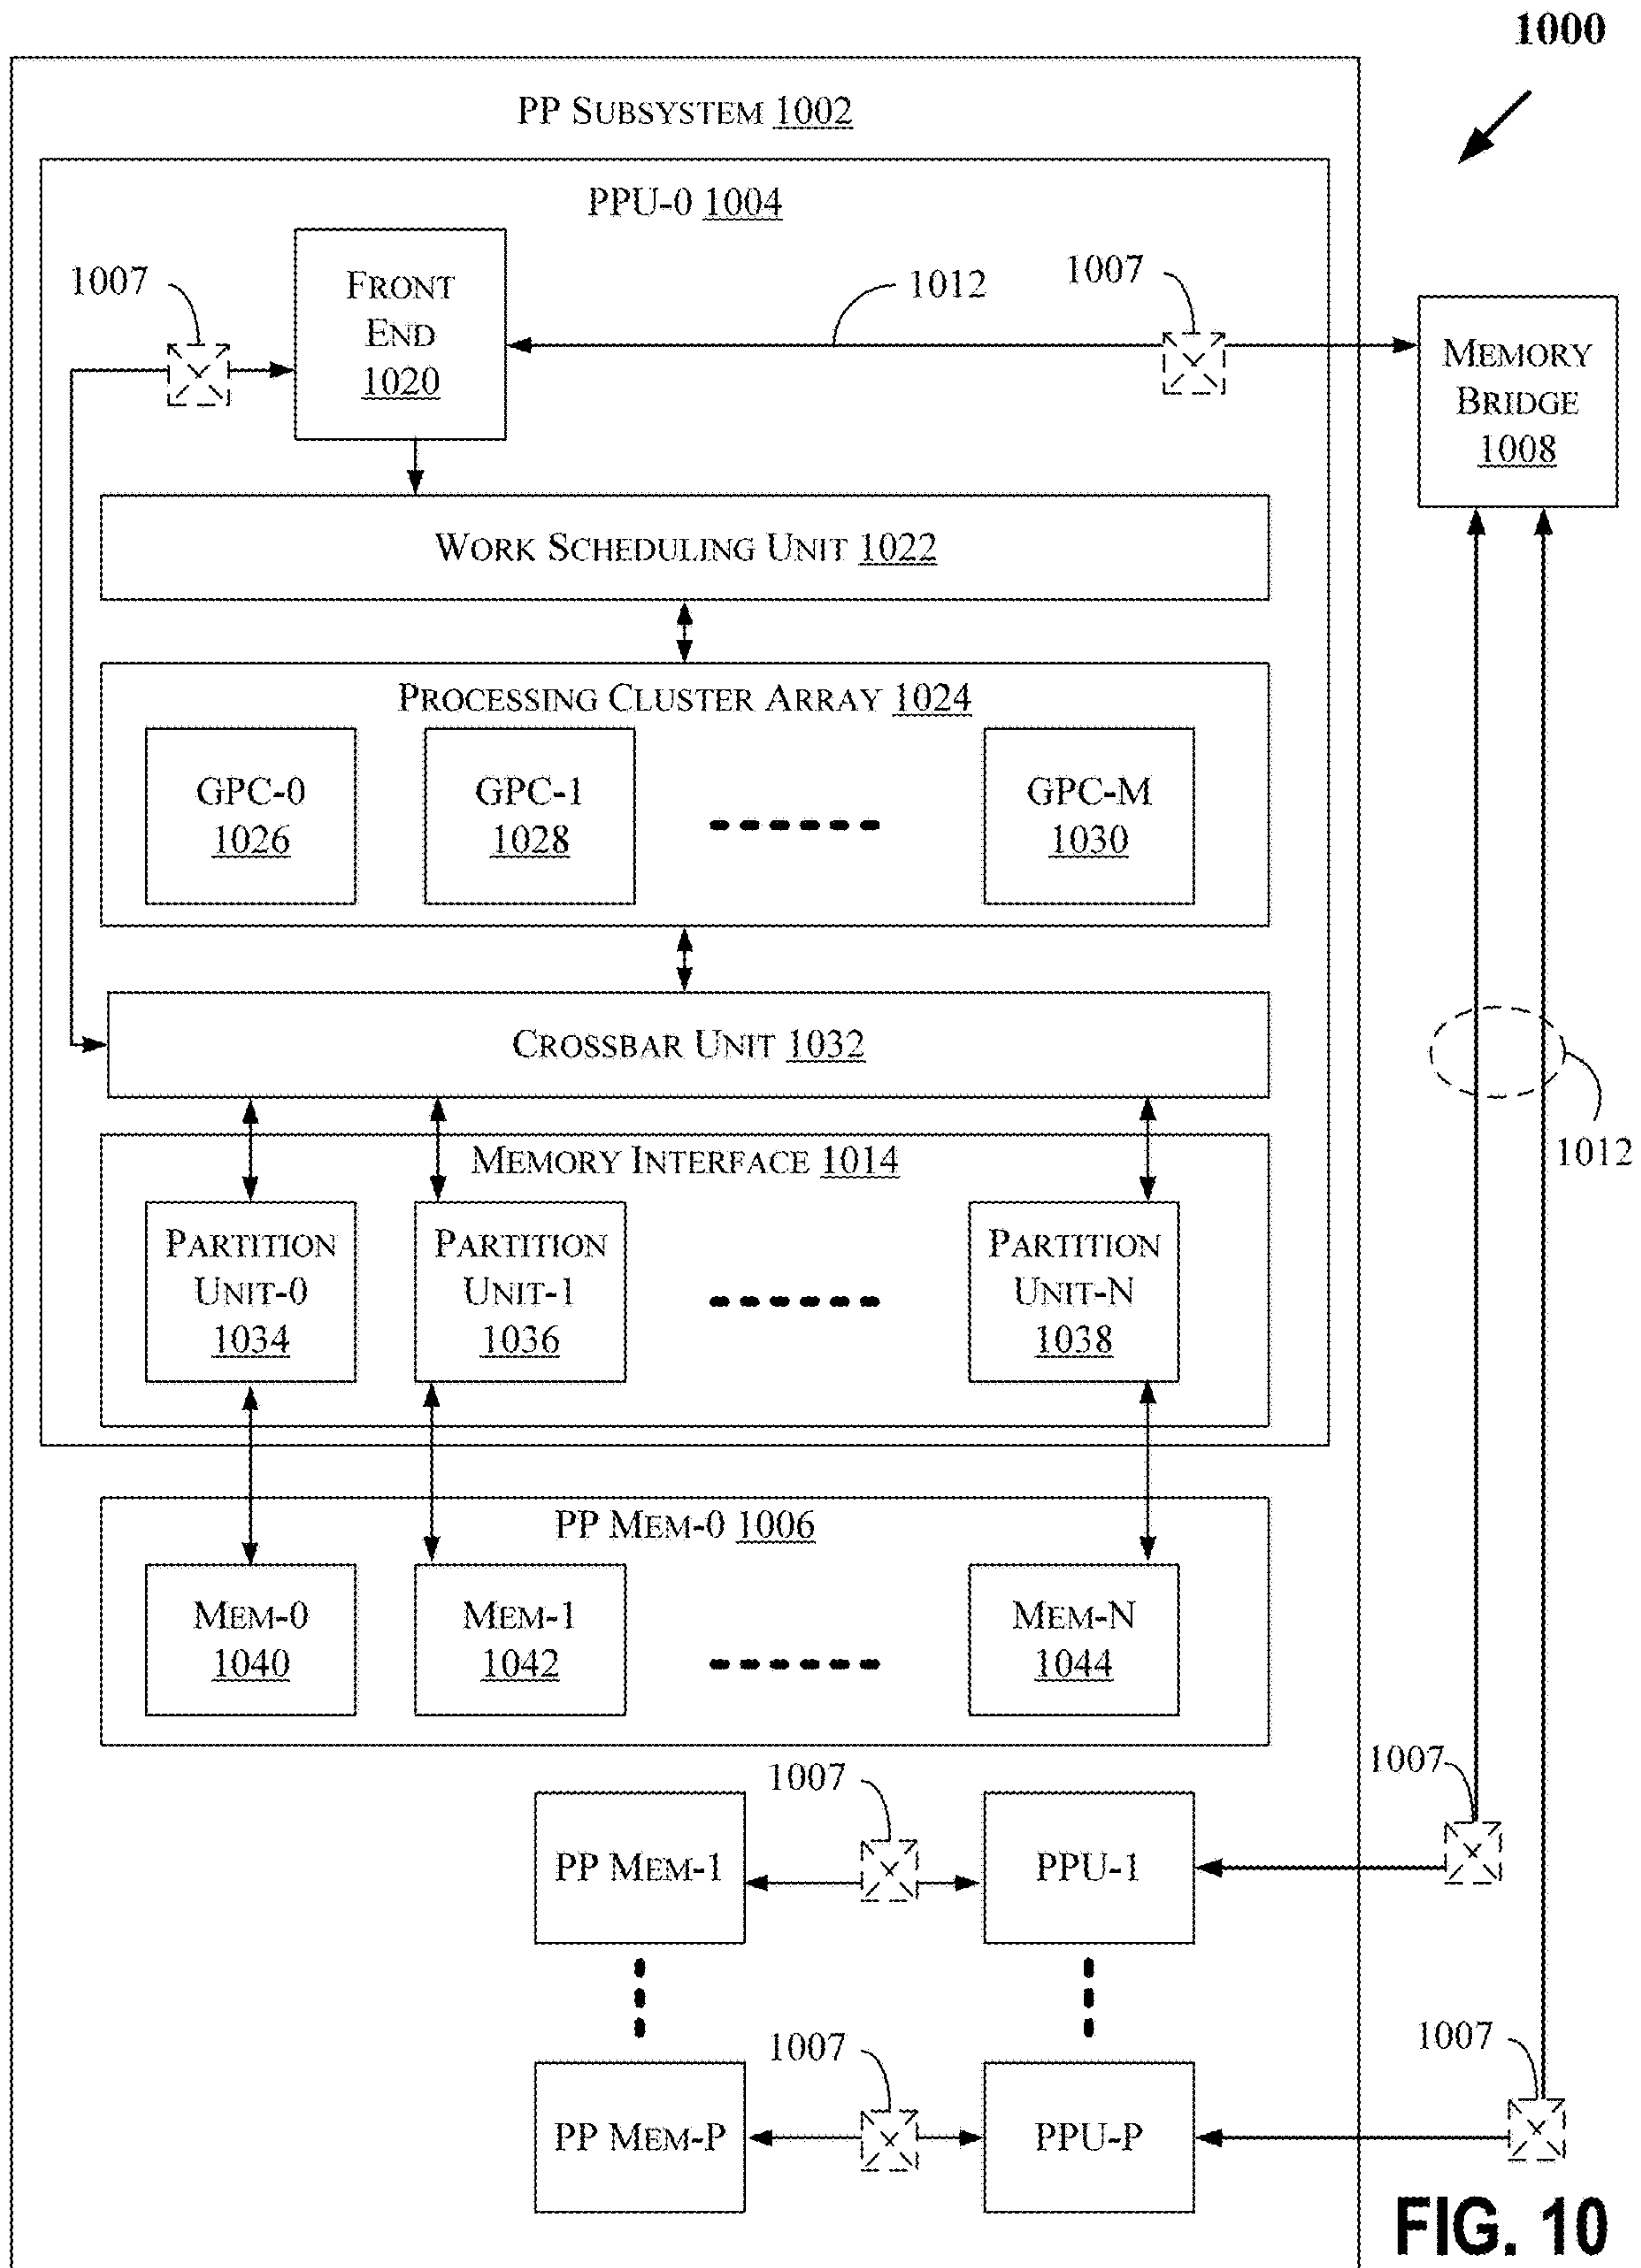 1000
PP SUBSYSTEM 1002
PPU-0 1004
1007
FRONT
END
1020
1012
1007
MEMORY
BRIDGE
1008
WORK SCHEDULING UNIT 1022
PROCESSING CLUSTER ARRAY 1024
GPC-0
1026
GPC-1
1028
GPC-M
1030
CROSSBAR UNIT 1032
1012
MEMORY INTERFACE 1014
PARTITION
UNIT-0
1034
PARTITION
UNIT-1
1036
PARTITION
UNIT-N
1038
PP MEM-0 1006
MEM-0
1040
MEM-1
1042
MEM-N
1044
1007
1007
PP MEM-1
PPU-1
1007
1007
PP MEM-P
PPU-P
FIG. 10